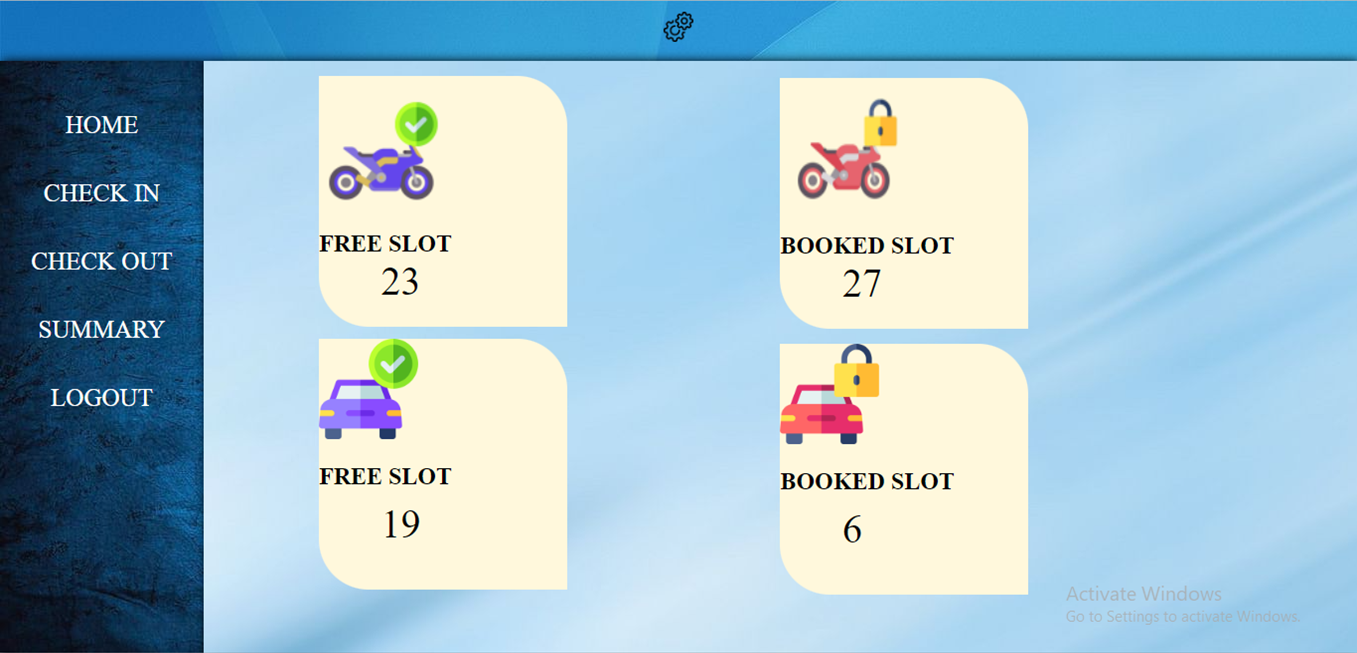 HOME
CHECK IN
CHECK OUT
SUMMARY
LOGOUT
FREE SLOT
23
BOOKED SLOT
27
FREE SLOT
19
BOOKED SLOT
6
Activate Windows
Go to Settings to activate Windows.